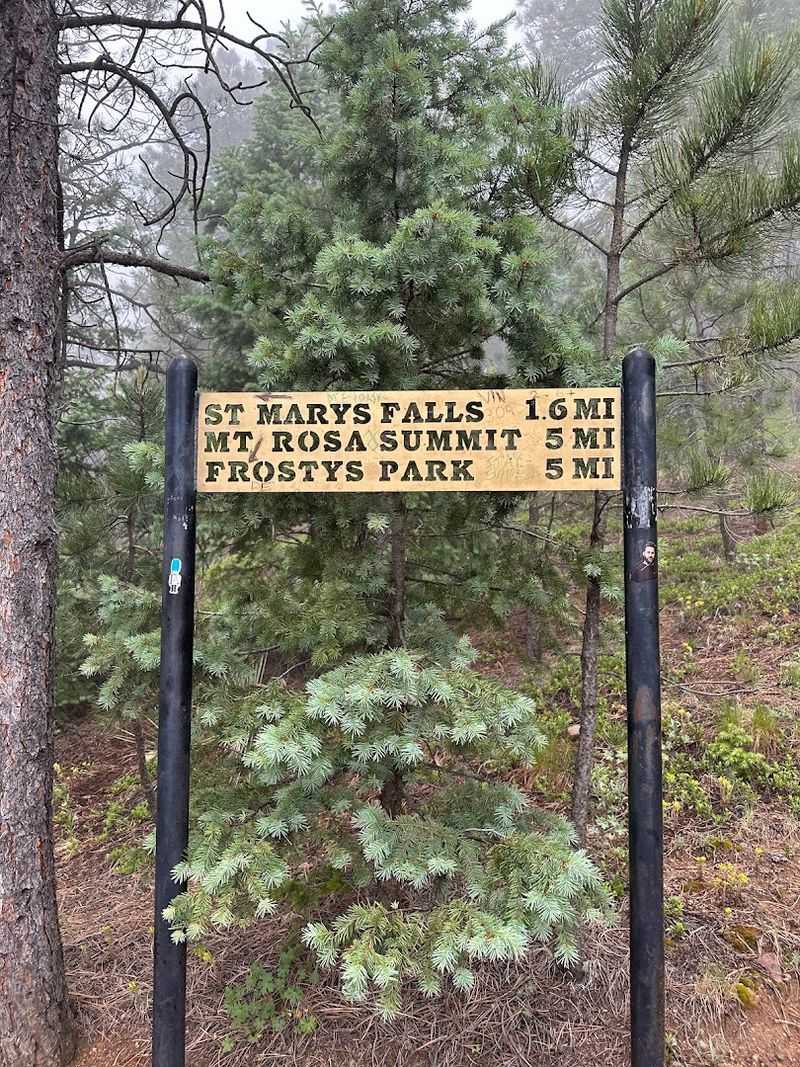 ST MARYS FALLS 1.6 MI
MT. ROSA SUMMIT 5 MI
FROSTYS PARK 5 MI